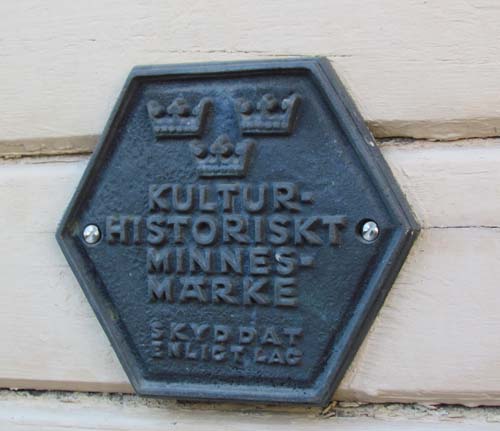 KULTUR-
HISTORISKT
MINNES-
MÄRKE
SKYDDAT
ENLIGT LAG